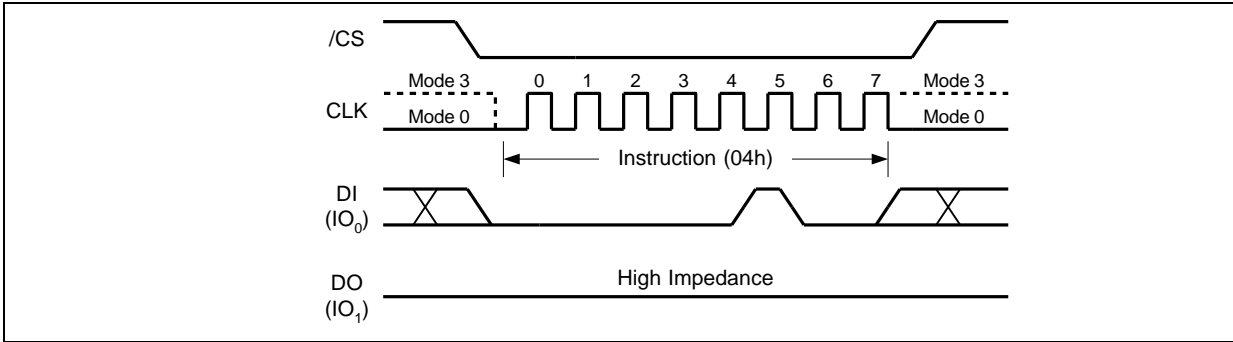 /CS
Mode 3 0 1 2 3 4 5 6 7 Mode 3
CLK
Mode 0 Mode 0
Instruction (04h)
DI
(IO0)
High Impedance
DO
(IO1)